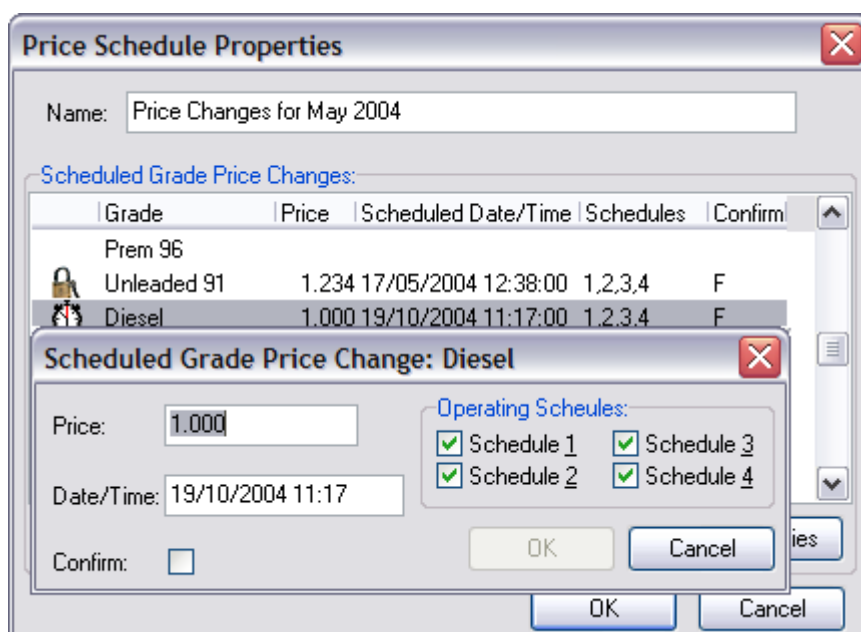 Price Schedule Properties
Name: Price Changes for May 2004
Scheduled Grade Price Changes:
Grade Price Scheduled Date/Time Schedules Confirm
Prem 96
Unleaded 91 1.234 17/05/2004 12:38:00 1,2,3,4 F
Diesel 1.000 19/10/2004 11:17:00 1,2,3,4 F
Scheduled Grade Price Change: Diesel
Price: 1.000
Operating Scheules:
Schedule 1 Schedule 3
Schedule 2 Schedule 4
Date/Time: 19/10/2004 11:17
Confirm:
OK Cancel
ies
OK Cancel